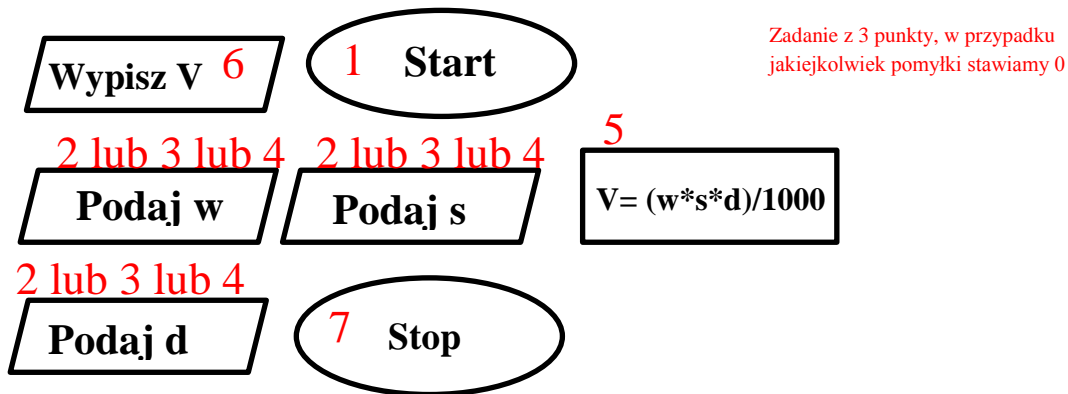 Zadanie z 3 punkty, w przypadku
jakiejkolwiek pomyłki stawiamy 0
Wypisz V 6
1 Start
2 lub 3 lub 4
Podaj w
2 lub 3 lub 4
Podaj s
5
V= (w*s*d)/1000
2 lub 3 lub 4
Podaj d
7 Stop